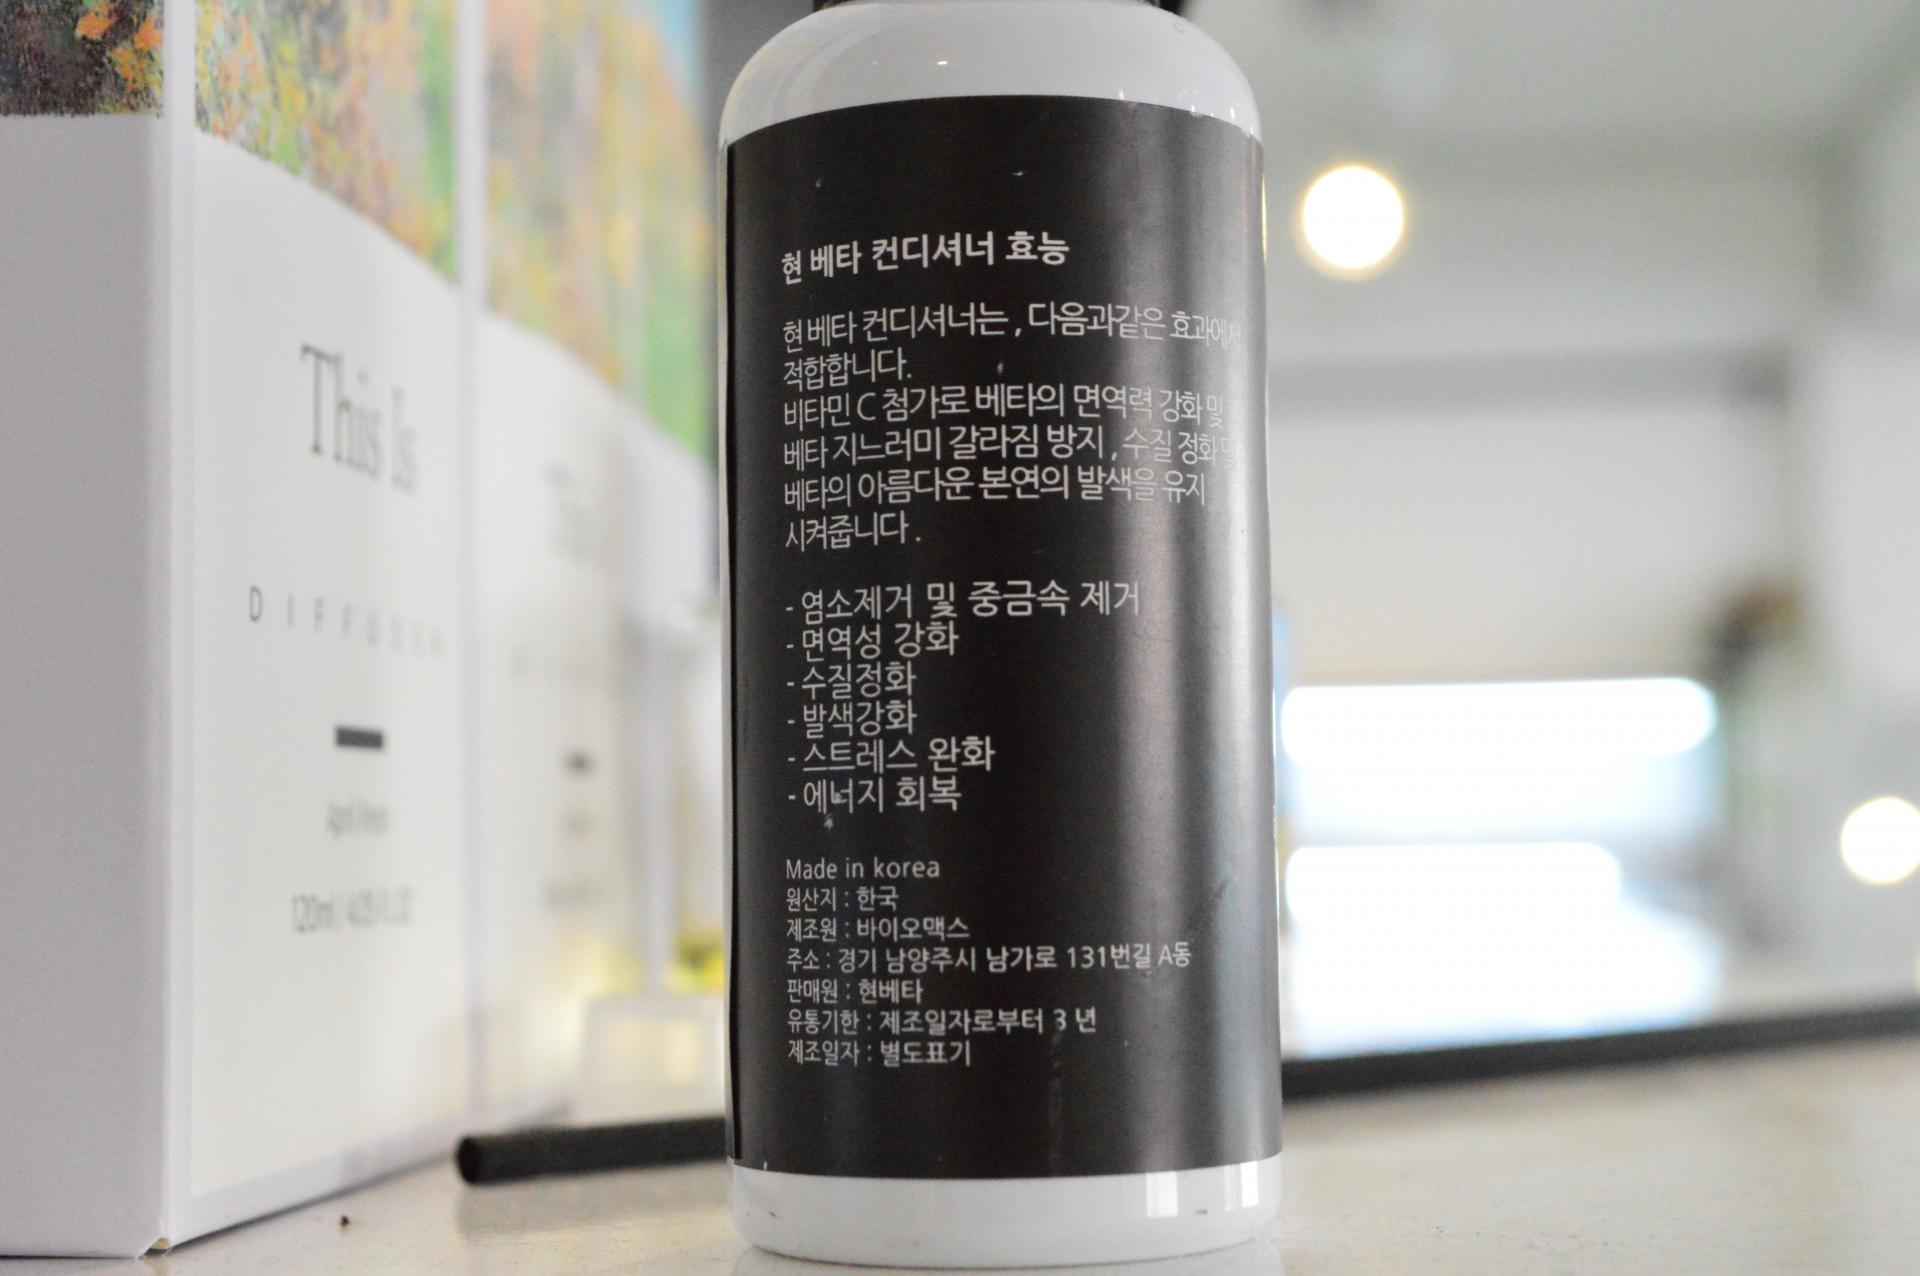 This Is
DIFFUSER
April Fresh
현 베타 컨디셔너 효능
현 베타 컨디셔너는 , 다음과같은 효과에서
적합합니다.
비타민 C 첨가로 베타의 면역력 강화 및
베타 지느러미 갈라짐 방지 , 수질 정화 및
베타의 아름다운 본연의 발색을 유지
시켜줍니다 .
- 염소제거 및 중금속 제거
- 면역성 강화
- 수질정화
- 발색강화
- 스트레스 완화
- 에너지 회복
Made in korea
원산지 : 한국
제조원 : 바이오맥스
주소 : 경기 남양주시 남가로 131번길 A동
판매원 : 현베타
유통기한 : 제조일자로부터 3 년
제조일자 : 별도표기